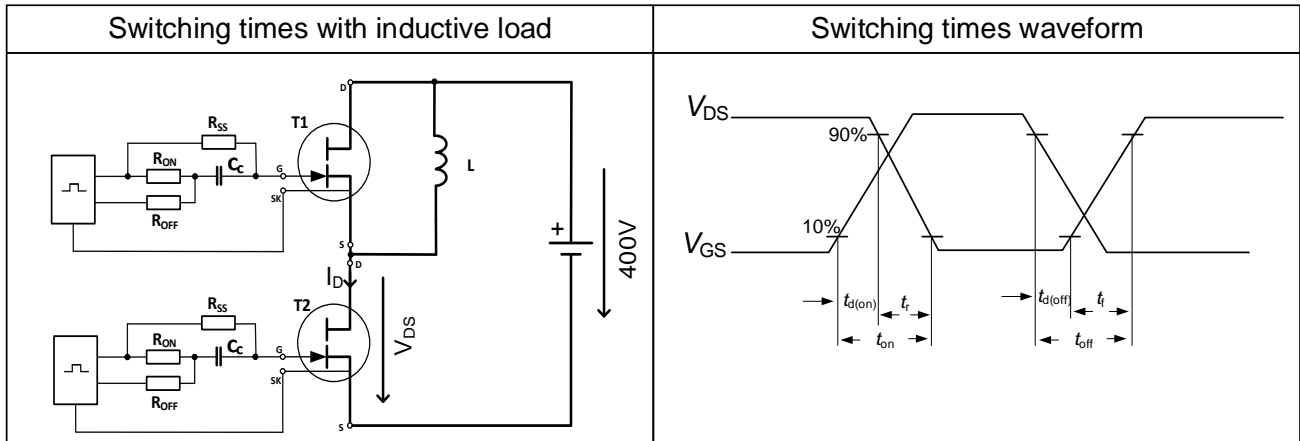 Switching times with inductive load
Switching times waveform
D
T1
RSS
RON
CC
G
ROFF
SK
L
S
D
ID
+
400V
T2
VDS
RSS
RON
CC
G
ROFF
SK
S
VDS
90%
10%
VGS
td(on)
tr
td(off)
tf
ton
toff